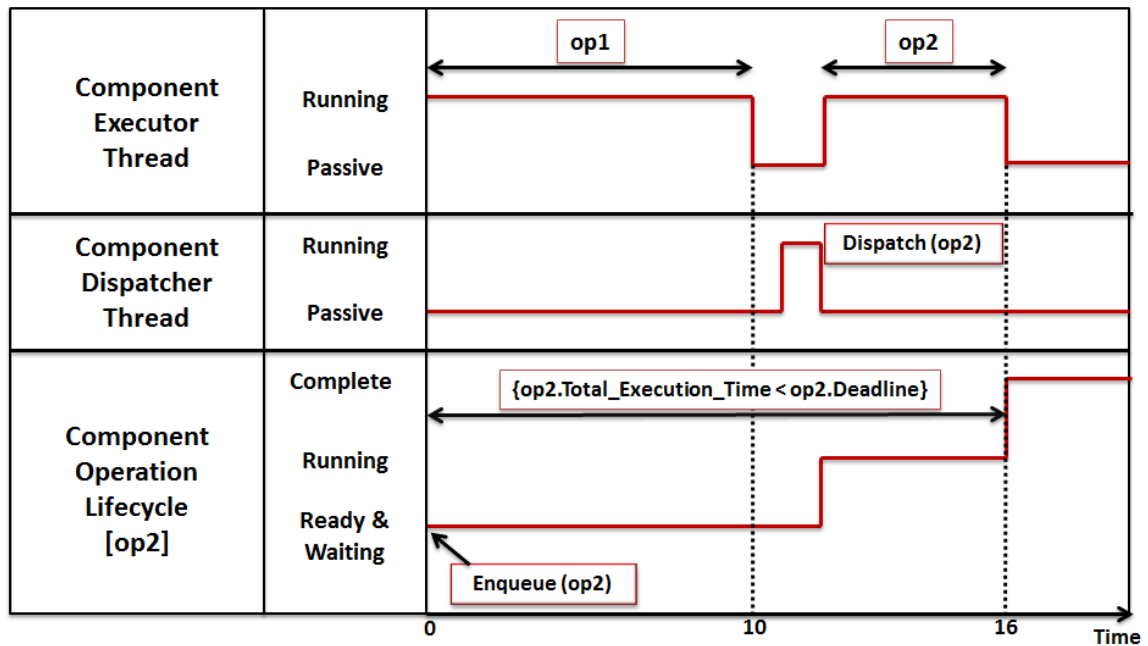 op1
op2
Component
Executor
Thread
Running
Passive
Component
Dispatcher
Thread
Running
Passive
Dispatch (op2)
Component
Operation
Lifecycle
[op2]
Complete
Running
Ready &
Waiting
{op2.Total_Execution_Time < op2.Deadline}
Enqueue (op2)
0
10
16
Time